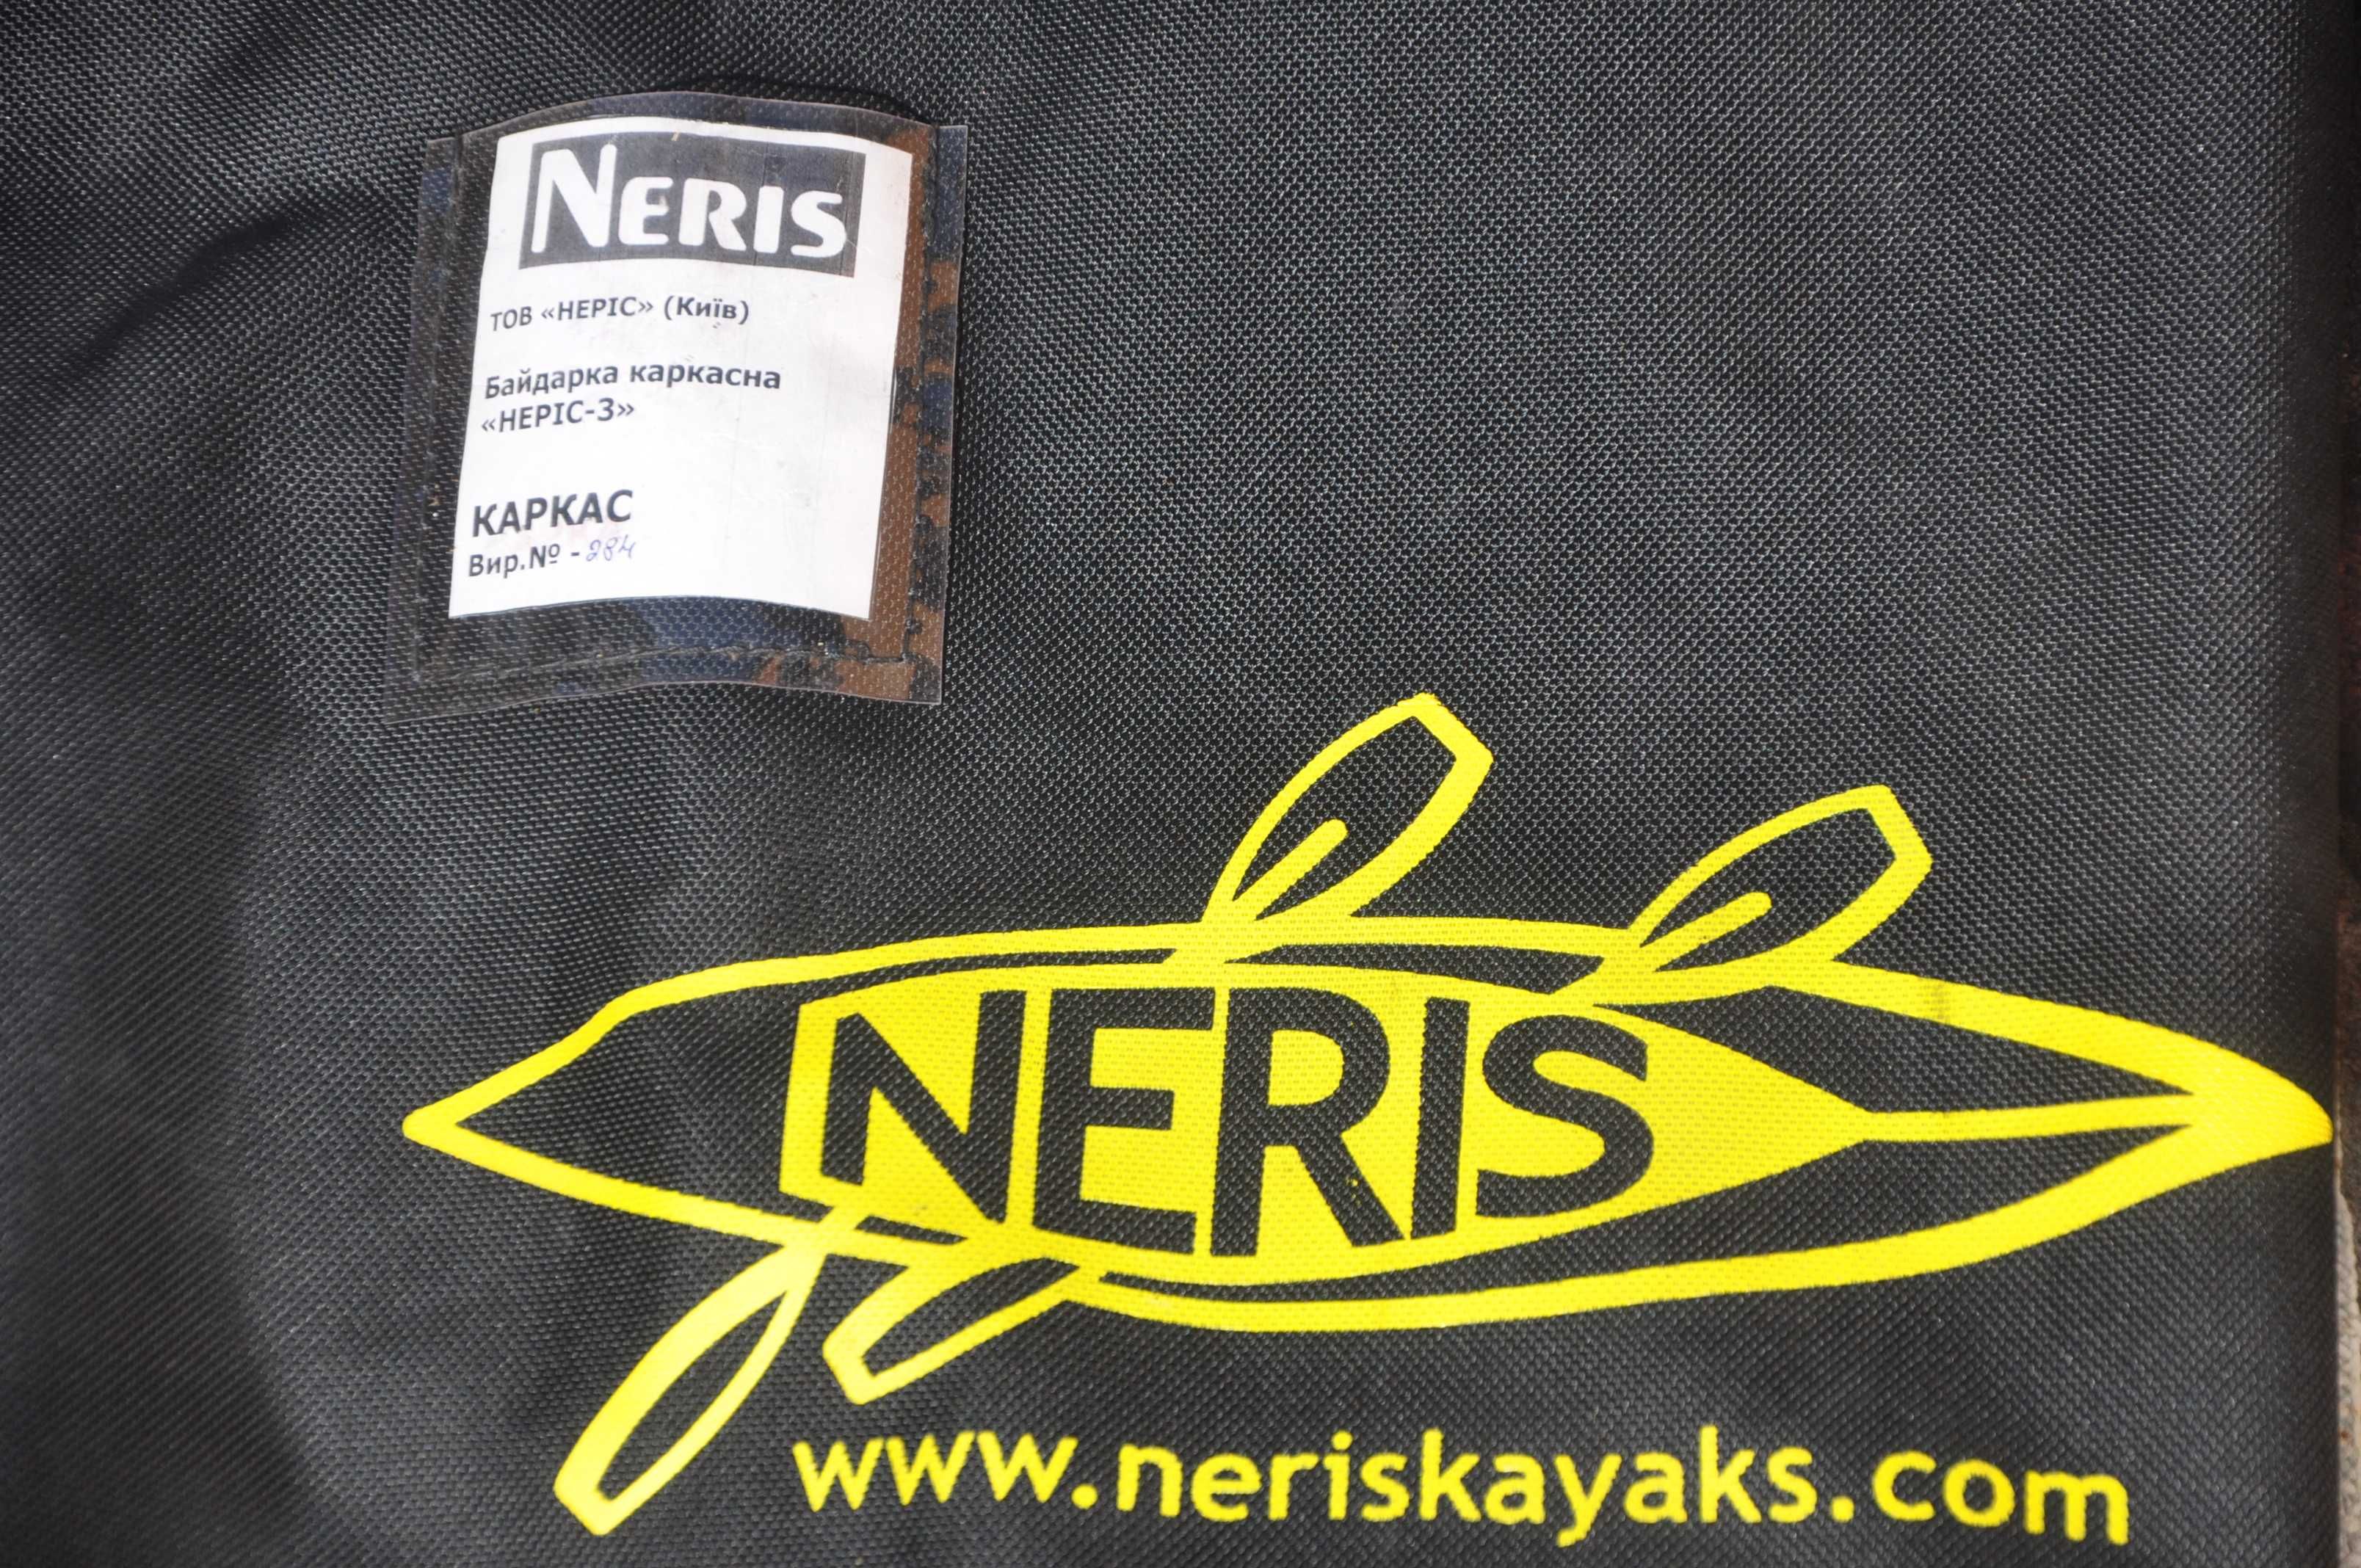 NERIS
ТОВ «НЕРІС» (Київ)
Байдарка каркасна
«НЕРІС-3»
КАРКАС
Вир.№ - 284
NERIS
www.neriskayaks.com